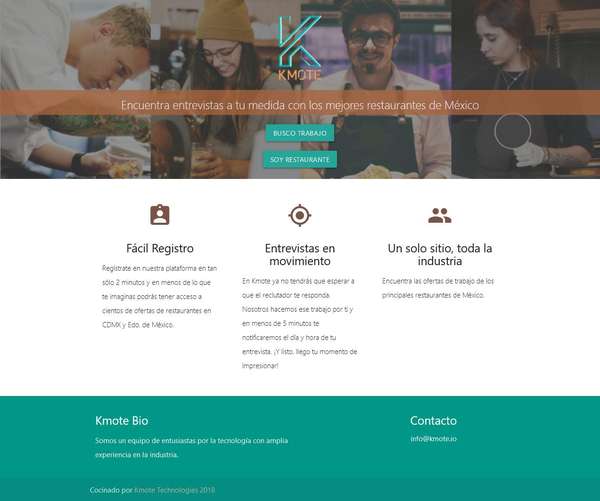 KMOTE
Encuentra entrevistas a tu medida con los mejores restaurantes de México
BUSCO TRABAJO
SOY RESTAURANTE
Fácil Registro
Regístrate en nuestra plataforma en tan
sólo 2 minutos y en menos de lo que
te imaginas podrás tener acceso a
cientos de ofertas de restaurantes en
CDMX y Edo. de México.
Entrevistas en
movimiento
En Kmote ya no tendrás que esperar a
que el reclutador te responda.
Nosotros hacemos ese trabajo por ti y
en menos de 5 minutos te
notificaremos el día y hora de tu
entrevista. ¡Y listo, llego tu momento de
Impresionar!
Un solo sitio, toda la
industria
Encuentra las ofertas de trabajo de los
principales restaurantes de México.
Kmote Bio
Somos un equipo de entusiastas por la tecnología con amplia
experiencia en la industria.
Contacto
info@kmote.io
Cocinado por Kmote Technologies 2018